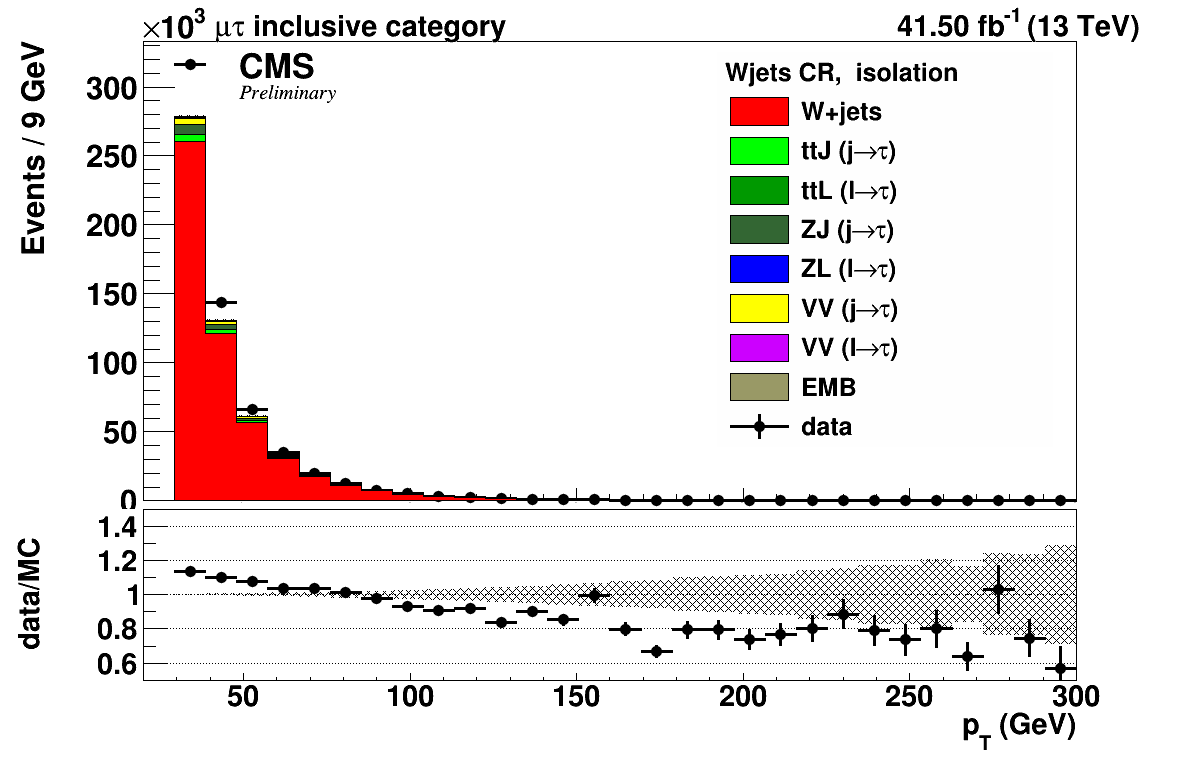 ×10³ μτ inclusive category 41.50 fb⁻¹ (13 TeV)
CMS
Preliminary
Events / 9 GeV
300
250
200
150
100
50
0
Wjets CR, isolation
W+jets
ttJ (j→τ)
ttL (l→τ)
ZJ (j→τ)
ZL (l→τ)
VV (j→τ)
VV (l→τ)
EMB
data
data/MC
1.4
1.2
1
0.8
0.6
50 100 150 200 250 300
p_T (GeV)